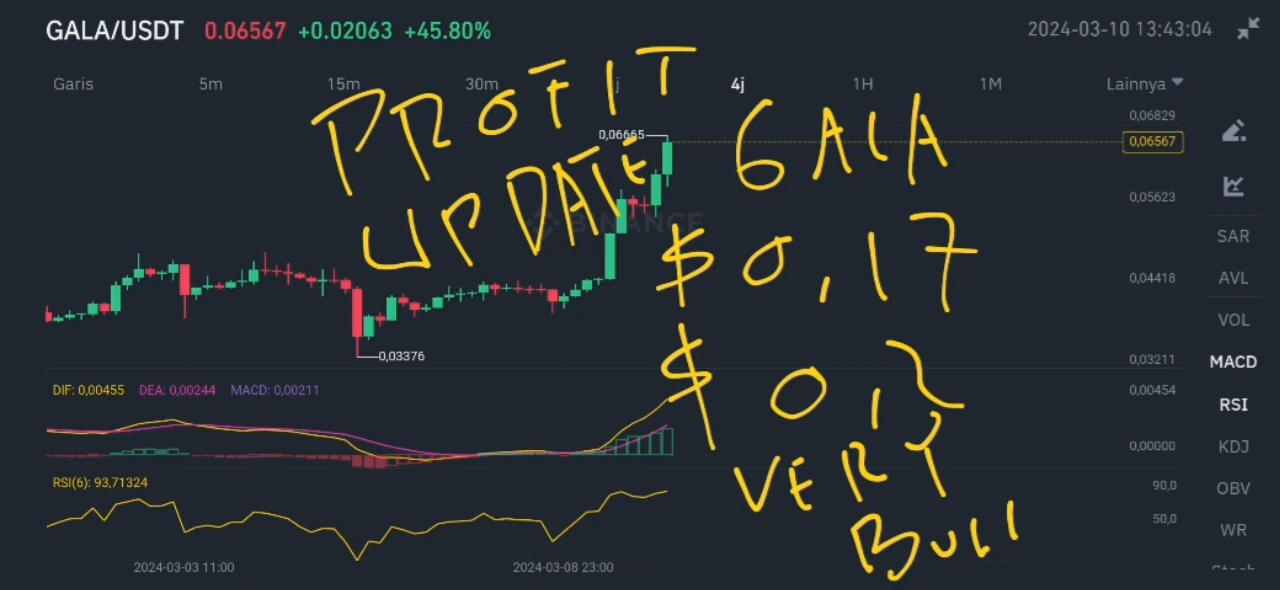 GALA/USDT 0.06567 +0.02063 +45.80% 2024-03-10 13:43:04
Garis 5m 15m 30m j 4j 1H 1M Lainnya
0,06829
0,06665
0,06567
0,05623
0,04418
0,03376
0,03211
BINANCE
PROFIT
UPDATE
GALA
$ 0,17
$ 0,12
VERY
BULL
SAR
AVL
VOL
MACD
RSI
KDJ
OBV
WR
DIF: 0,00455 DEA: 0,00244 MACD: 0,00211
0,00454
0,00000
RSI(6): 93,71324
90,0
50,0
2024-03-03 11:00 2024-03-08 23:00